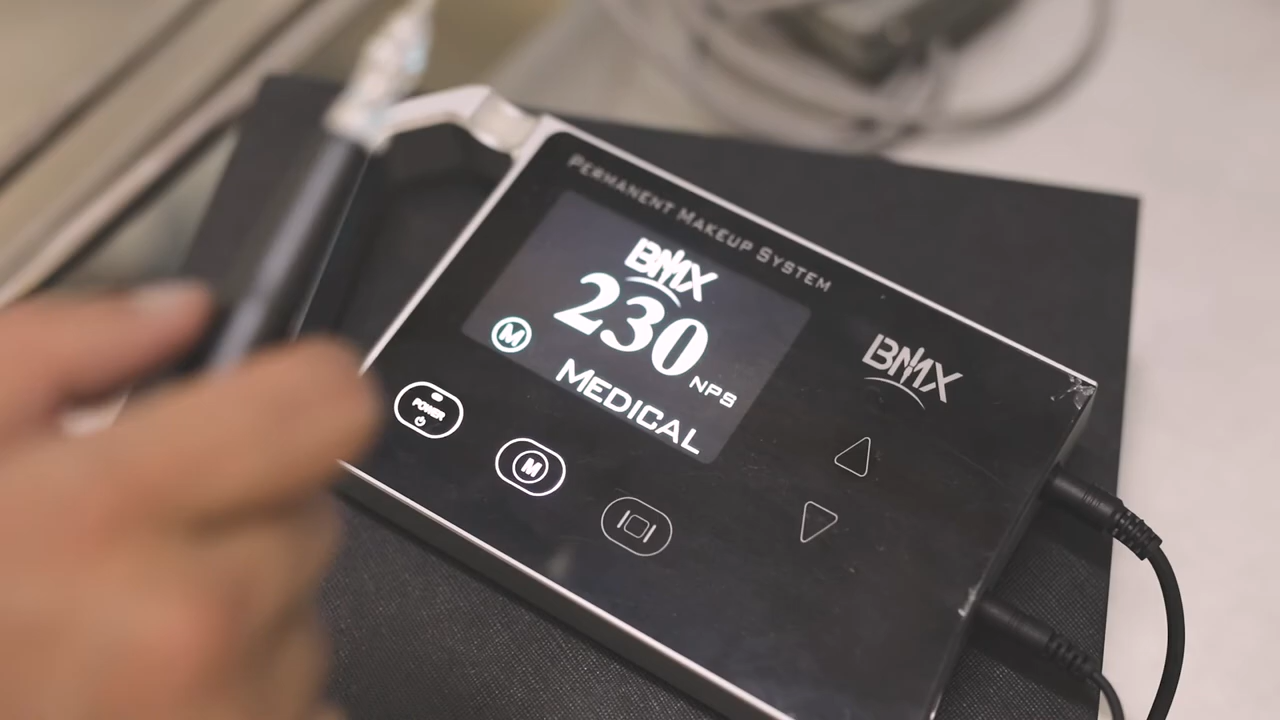 PERMANENT MAKEUP SYSTEM
BMX
230 NPS
M
MEDICAL
BMX
POWER
M